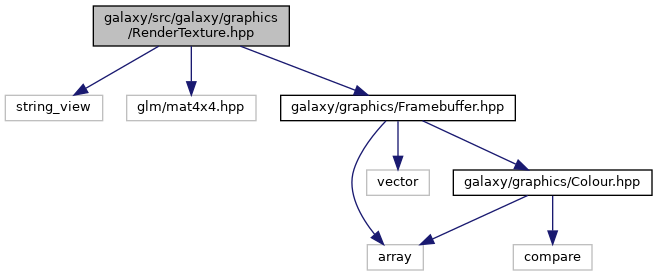 galaxy/src/galaxy/graphics
/RenderTexture.hpp
string_view
glm/mat4x4.hpp
galaxy/graphics/Framebuffer.hpp
vector
galaxy/graphics/Colour.hpp
array
compare